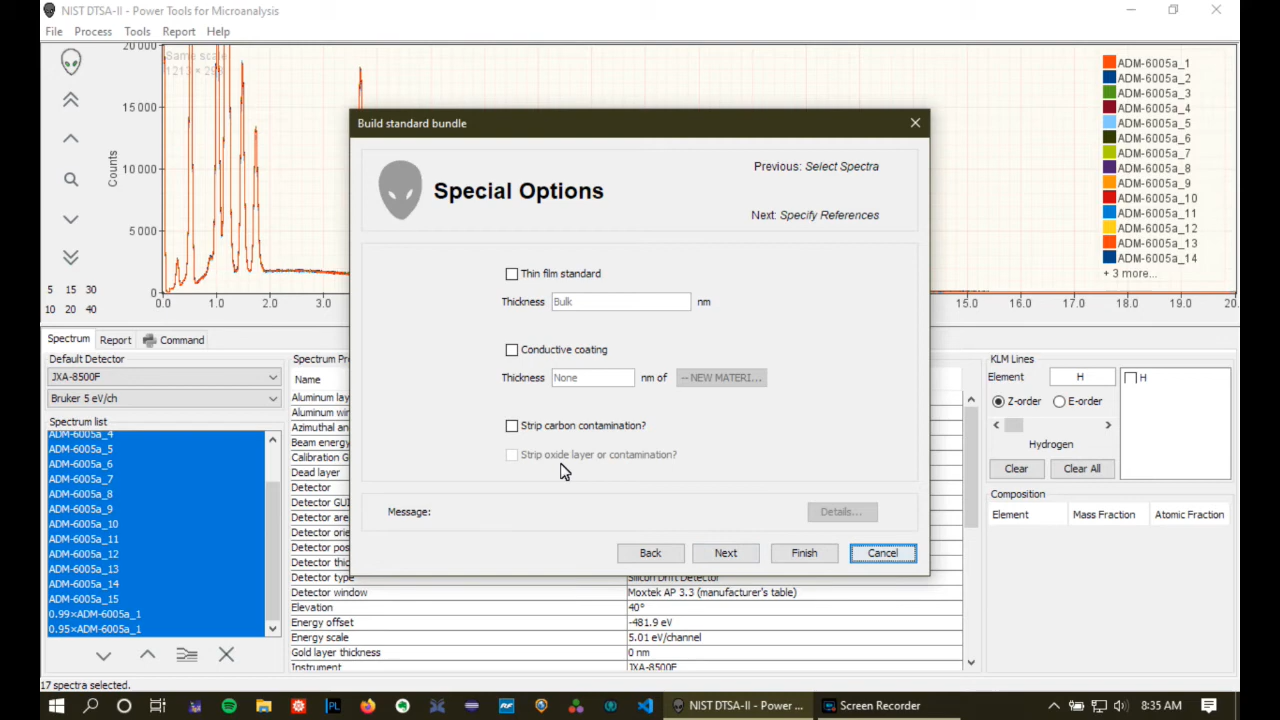 NIST DTSA-II - Power Tools for Microanalysis
File Process Tools Report Help
20 000
15 000
10 000
5 000
0
Counts
Same scale
0.0 1.0 2.0 3.0 15.0 16.0 17.0 18.0 19.0 20.
5 15 30
10 20 40
ADM-6005a_1
ADM-6005a_2
ADM-6005a_3
ADM-6005a_4
ADM-6005a_5
ADM-6005a_6
ADM-6005a_7
ADM-6005a_8
ADM-6005a_9
ADM-6005a_10
ADM-6005a_11
ADM-6005a_12
ADM-6005a_13
ADM-6005a_14
+ 3 more...
Build standard bundle
Special Options
Previous: Select Spectra
Next: Specify References
Thin film standard
Thickness Bulk nm
Conductive coating
Thickness None nm of -- NEW MATERI...
Strip carbon contamination?
Strip oxide layer or contamination?
Message: Details...
Back Next Finish Cancel
Spectrum Report Command
Default Detector
JXA-8500F
Bruker 5 eV/ch
Spectrum list
ADM-6005a_4
ADM-6005a_5
ADM-6005a_6
ADM-6005a_7
ADM-6005a_8
ADM-6005a_9
ADM-6005a_10
ADM-6005a_11
ADM-6005a_12
ADM-6005a_13
ADM-6005a_14
ADM-6005a_15
0.99×ADM-6005a_1
0.95×ADM-6005a_1
17 spectra selected.
Spectrum Pr
Name
Aluminum lay
Aluminum win
Azimuthal an
Beam energy
Calibration G
Dead layer
Detector
Detector GUI
Detector area
Detector orie
Detector pos
Detector thic
Detector type Silicon Drift Detector
Detector window Moxtek AP 3.3 (manufacturer's table)
Elevation 40°
Energy offset -481.9 eV
Energy scale 5.01 eV/channel
Gold layer thickness 0 nm
Instrument JXA-8500F
KLM Lines
Element H
H
Z-order E-order
Hydrogen
Clear Clear All
Composition
Element Mass Fraction Atomic Fraction
NIST DTSA-II - Power ... Screen Recorder 8:35 AM